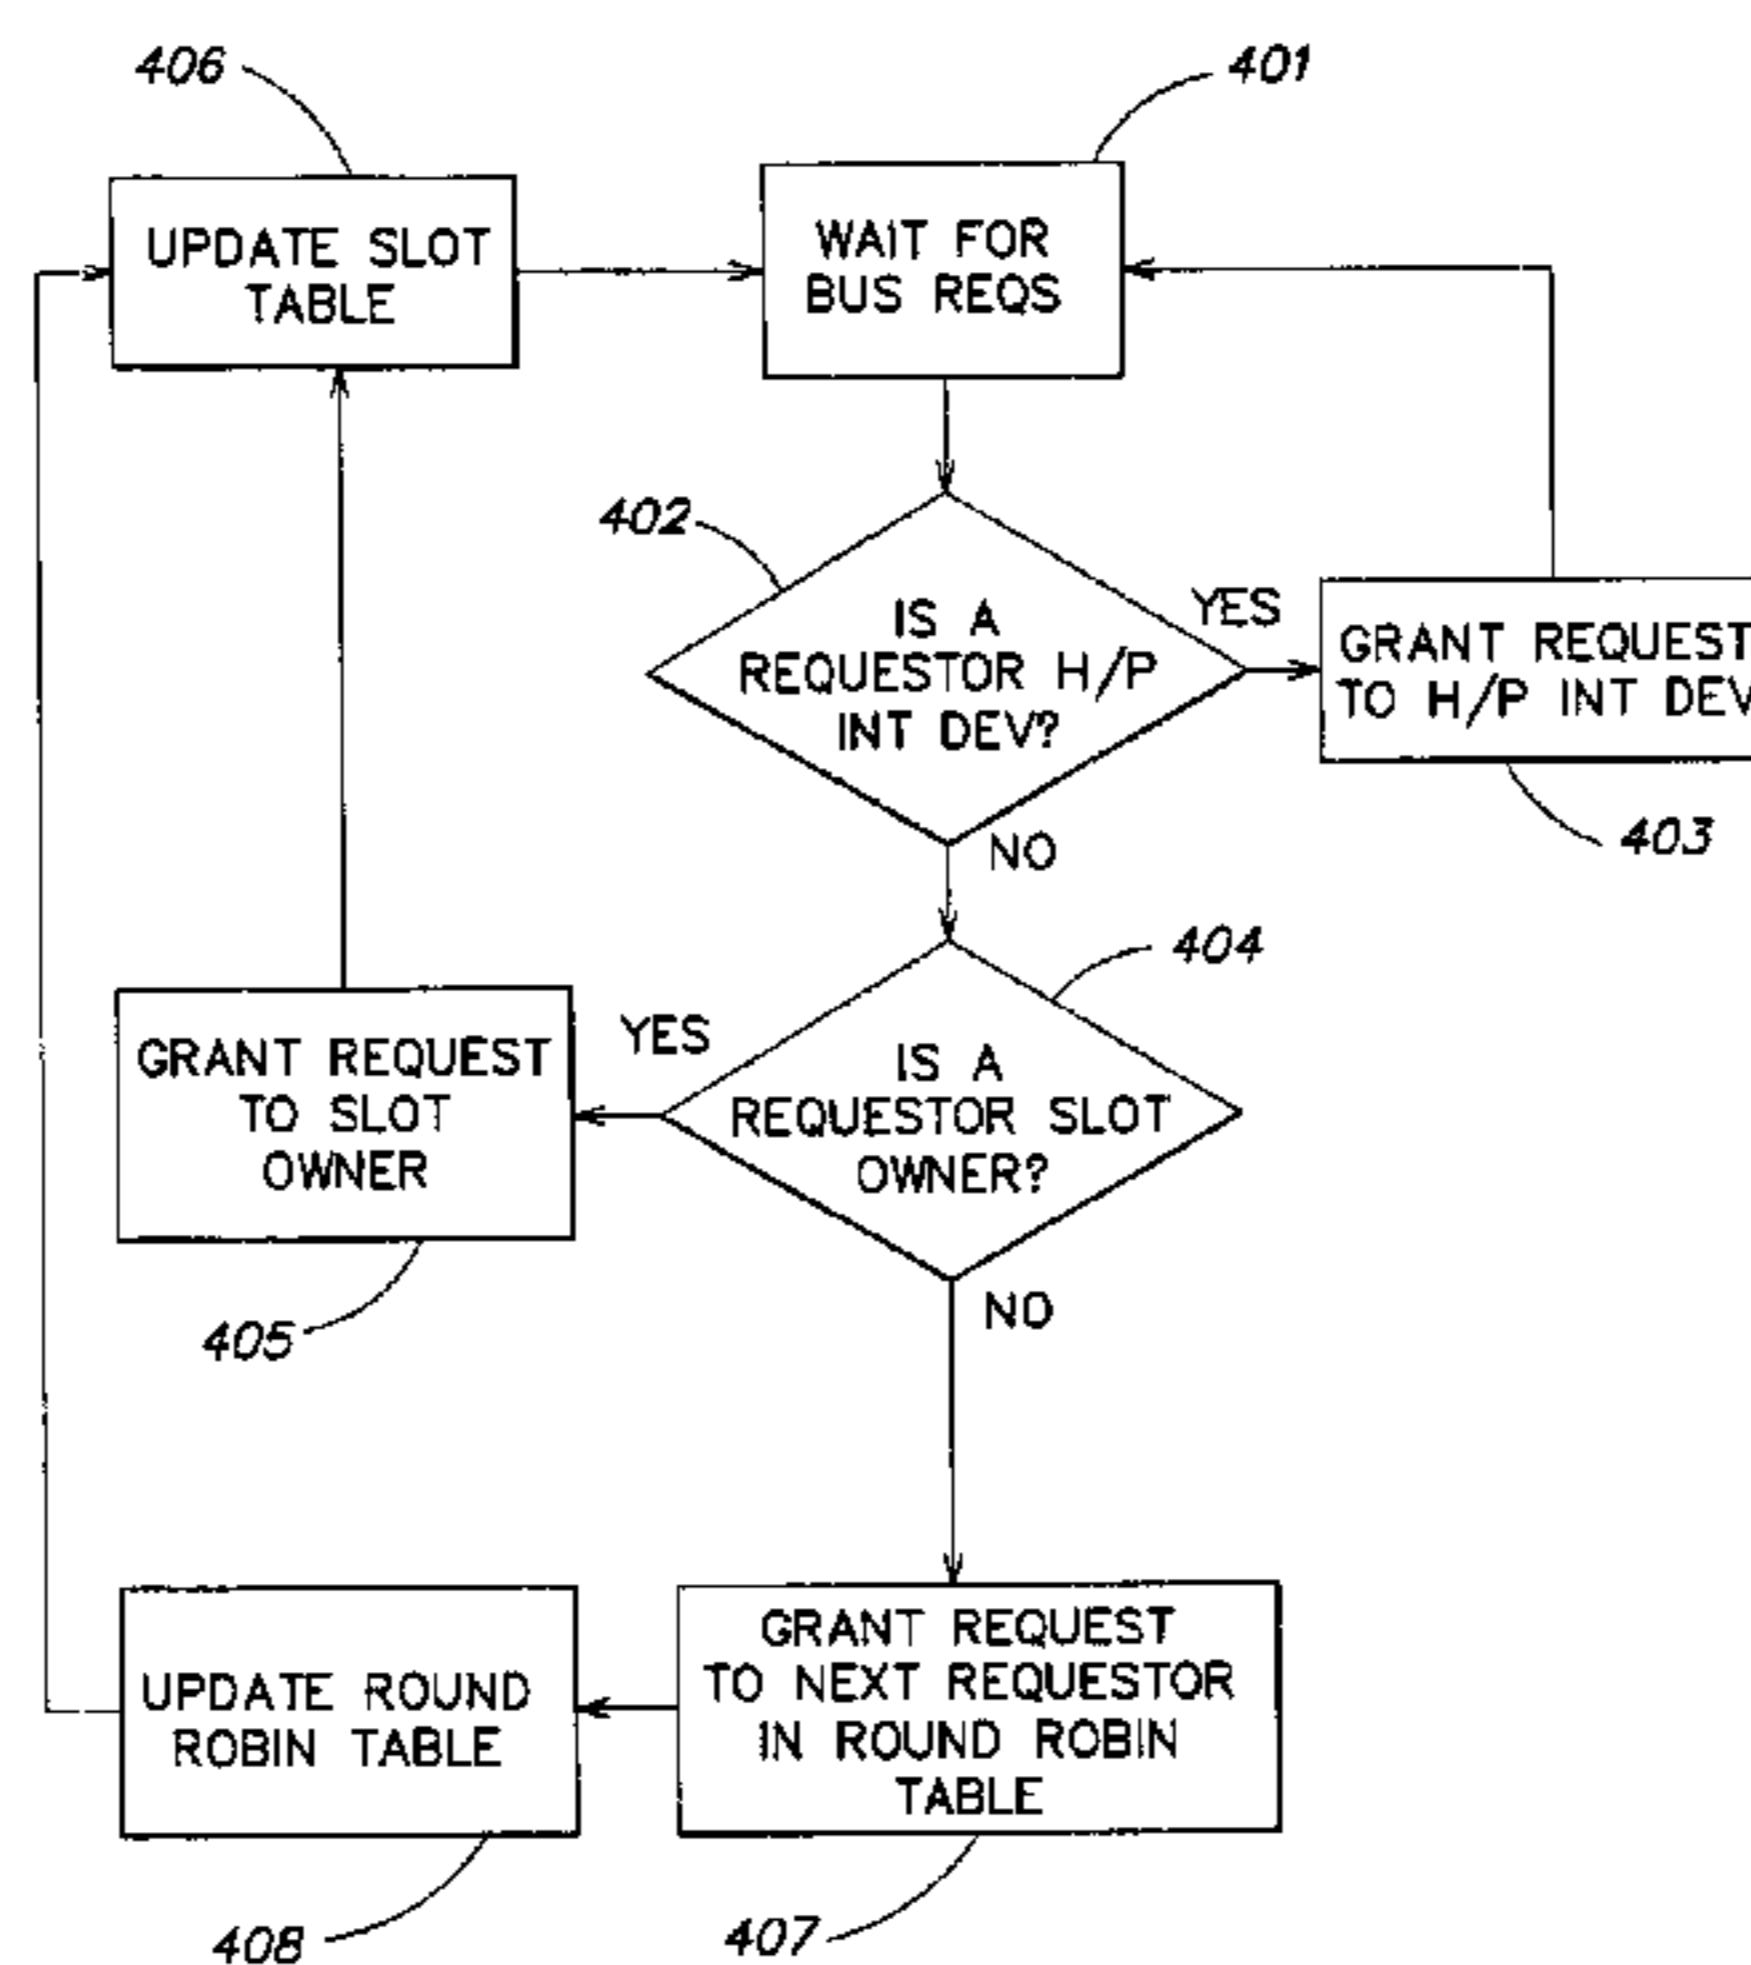 406
401
UPDATE SLOT
TABLE
WAIT FOR
BUS REQS
402
IS A
REQUESTOR H/P
INT DEV?
YES
GRANT REQUEST
TO H/P INT DEV
403
NO
404
YES
GRANT REQUEST
TO SLOT
OWNER
IS A
REQUESTOR SLOT
OWNER?
405
NO
UPDATE ROUND
ROBIN TABLE
GRANT REQUEST
TO NEXT REQUESTOR
IN ROUND ROBIN
TABLE
408
407